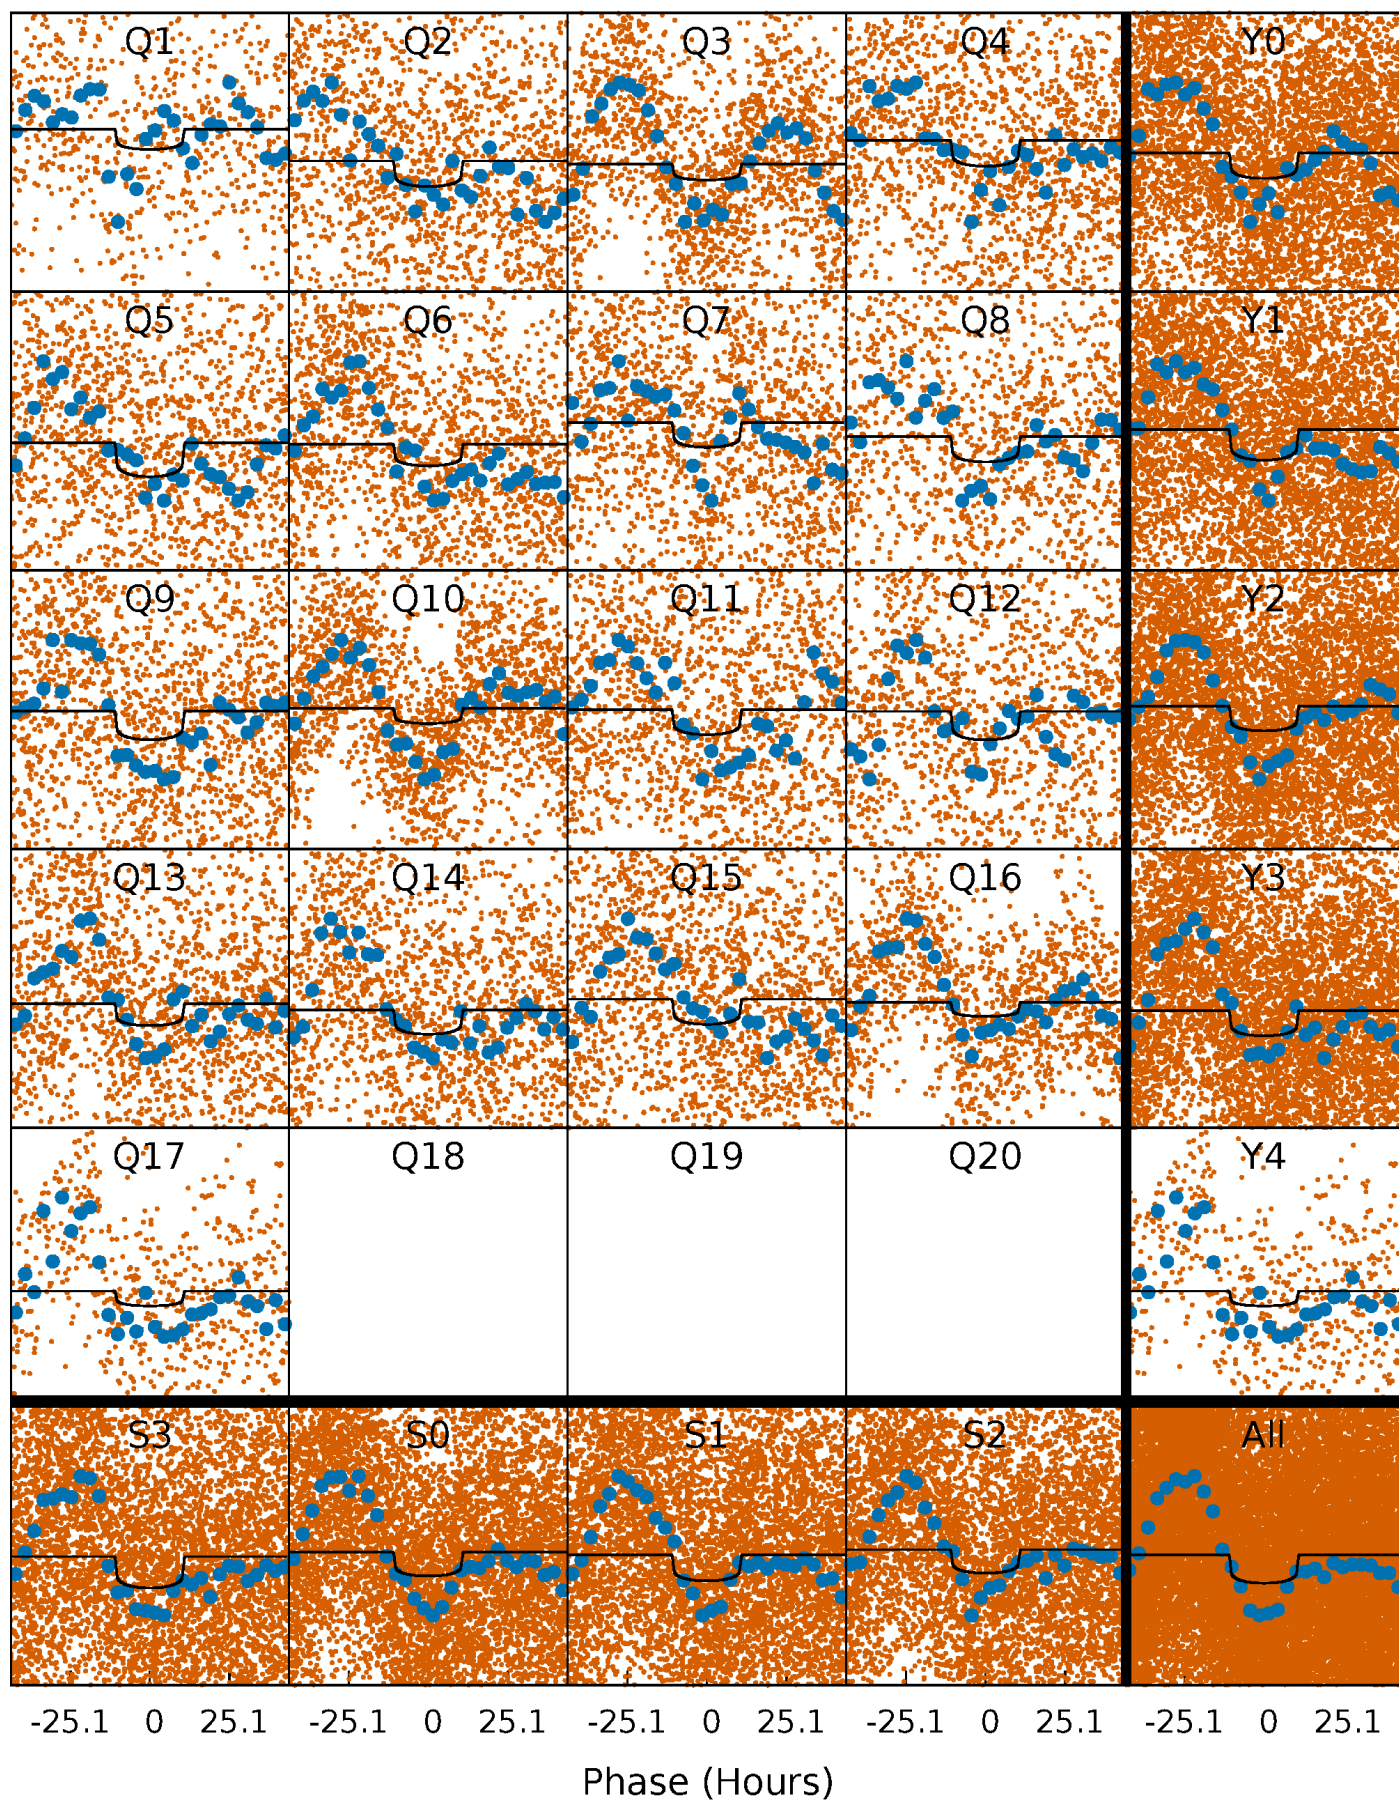 Q1 Q2 Q3 Q4 Y0
Q5 Q6 Q7 Q8 Y1
Q9 Q10 Q11 Q12 Y2
Q13 Q14 Q15 Q16 Y3
Q17 Q18 Q19 Q20 Y4
S3 S0 S1 S2 All
-25.1 0 25.1 -25.1 0 25.1 -25.1 0 25.1 -25.1 0 25.1 -25.1 0 25.1
Phase (Hours)